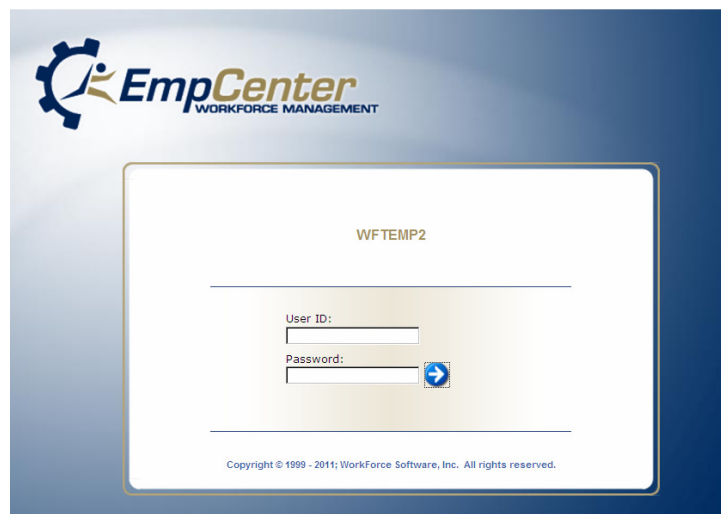 EmpCenter
WORKFORCE MANAGEMENT
WFTEMP2
User ID:
Password:
Copyright © 1999 - 2011; WorkForce Software, Inc. All rights reserved.